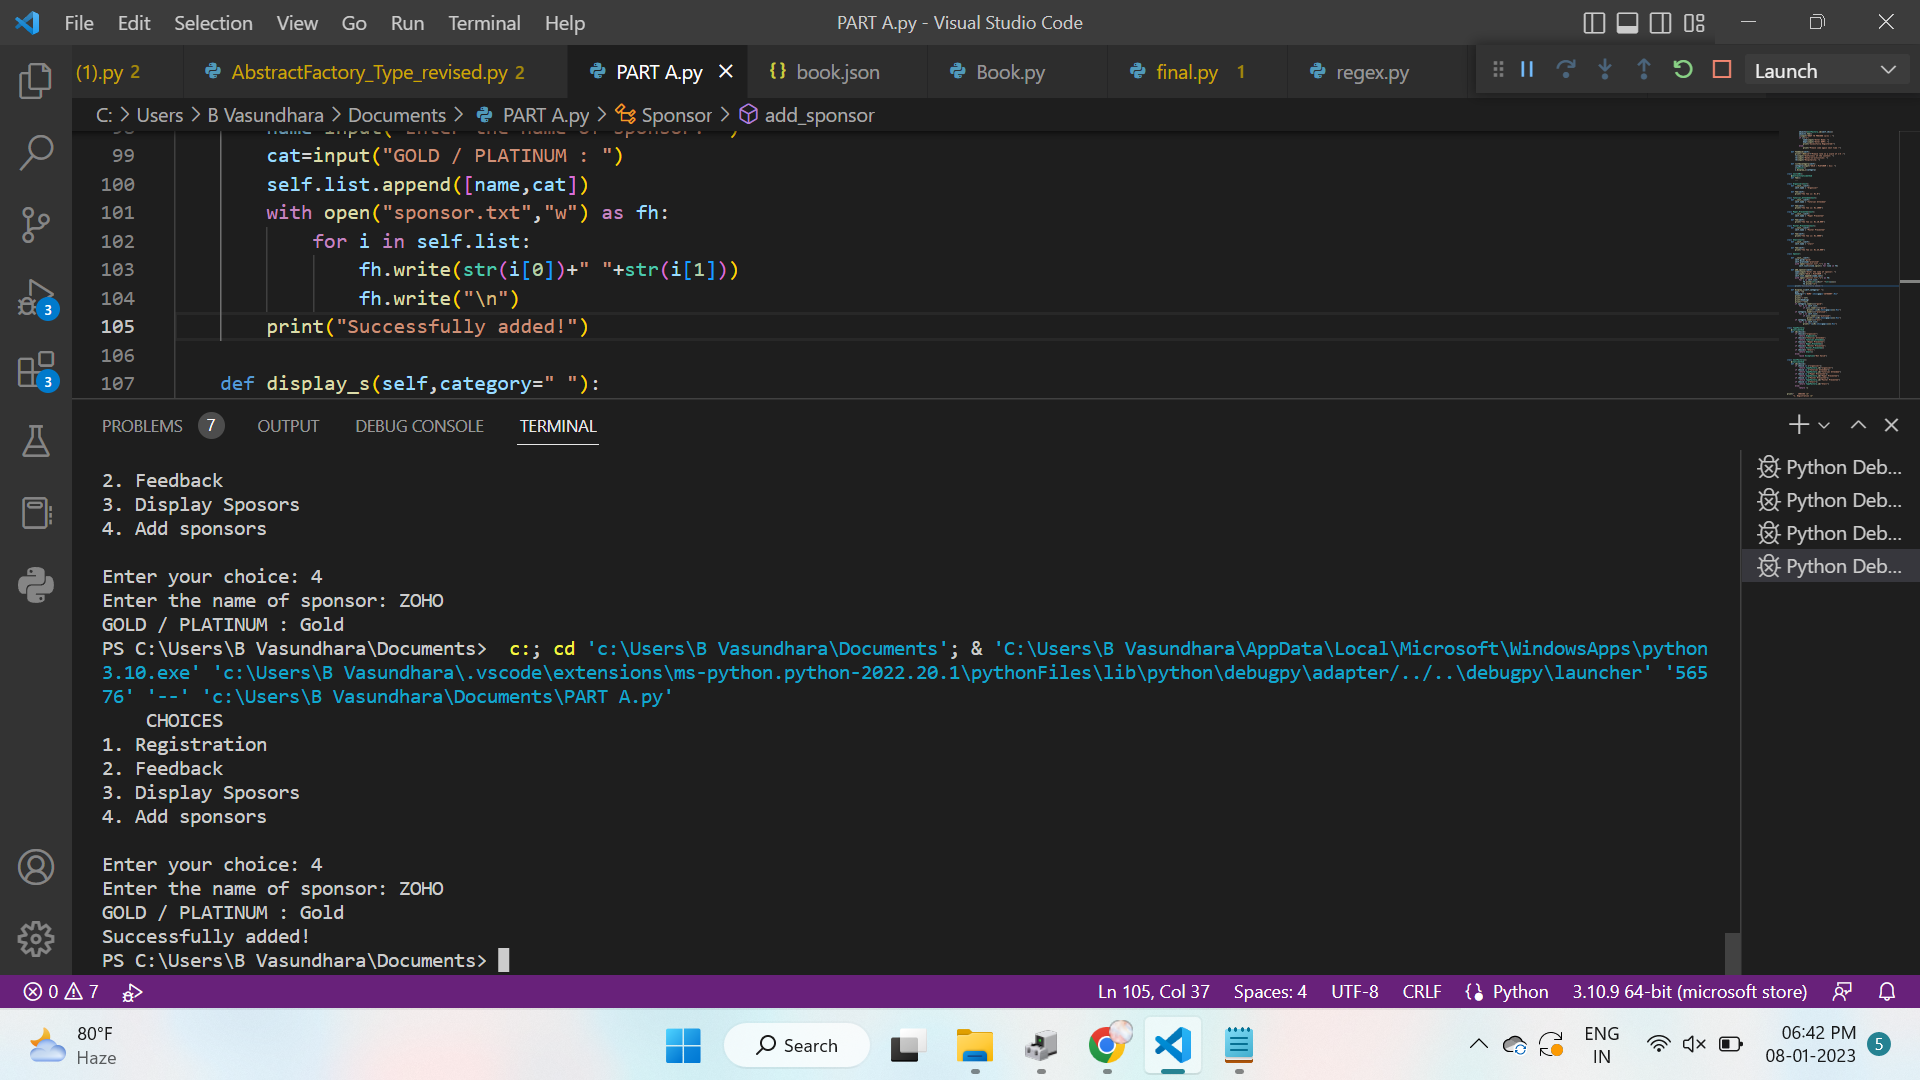 File Edit Selection View Go Run Terminal Help PART A.py - Visual Studio Code
(1).py 2 AbstractFactory_Type_revised.py 2 PART A.py book.json Book.py final.py 1 regex.py Launch
C: > Users > B Vasundhara > Documents > PART A.py > Sponsor > add_sponsor
99 cat=input("GOLD / PLATINUM : ")
100 self.list.append([name,cat])
101 with open("sponsor.txt","w") as fh:
102 for i in self.list:
103 fh.write(str(i[0])+" "+str(i[1]))
104 fh.write("\n")
105 print("Successfully added!")
106
107 def display_s(self,category=" "):
PROBLEMS 7 OUTPUT DEBUG CONSOLE TERMINAL
2. Feedback
3. Display Sposors
4. Add sponsors
Enter your choice: 4
Enter the name of sponsor: ZOHO
GOLD / PLATINUM : Gold
PS C:\Users\B Vasundhara\Documents>  c:; cd 'c:\Users\B Vasundhara\Documents'; & 'C:\Users\B Vasundhara\AppData\Local\Microsoft\WindowsApps\python
3.10.exe' 'c:\Users\B Vasundhara\.vscode\extensions\ms-python.python-2022.20.1\pythonFiles\lib\python\debugpy\adapter/../..\debugpy\launcher' '565
76' '--' 'c:\Users\B Vasundhara\Documents\PART A.py'
CHOICES
1. Registration
2. Feedback
3. Display Sposors
4. Add sponsors
Enter your choice: 4
Enter the name of sponsor: ZOHO
GOLD / PLATINUM : Gold
Successfully added!
PS C:\Users\B Vasundhara\Documents>
Python Deb...
Python Deb...
Python Deb...
Python Deb...
3
3
0 7 Ln 105, Col 37 Spaces: 4 UTF-8 CRLF Python 3.10.9 64-bit (microsoft store)
80°F
Haze
Search
ENG
IN
06:42 PM
08-01-2023
5